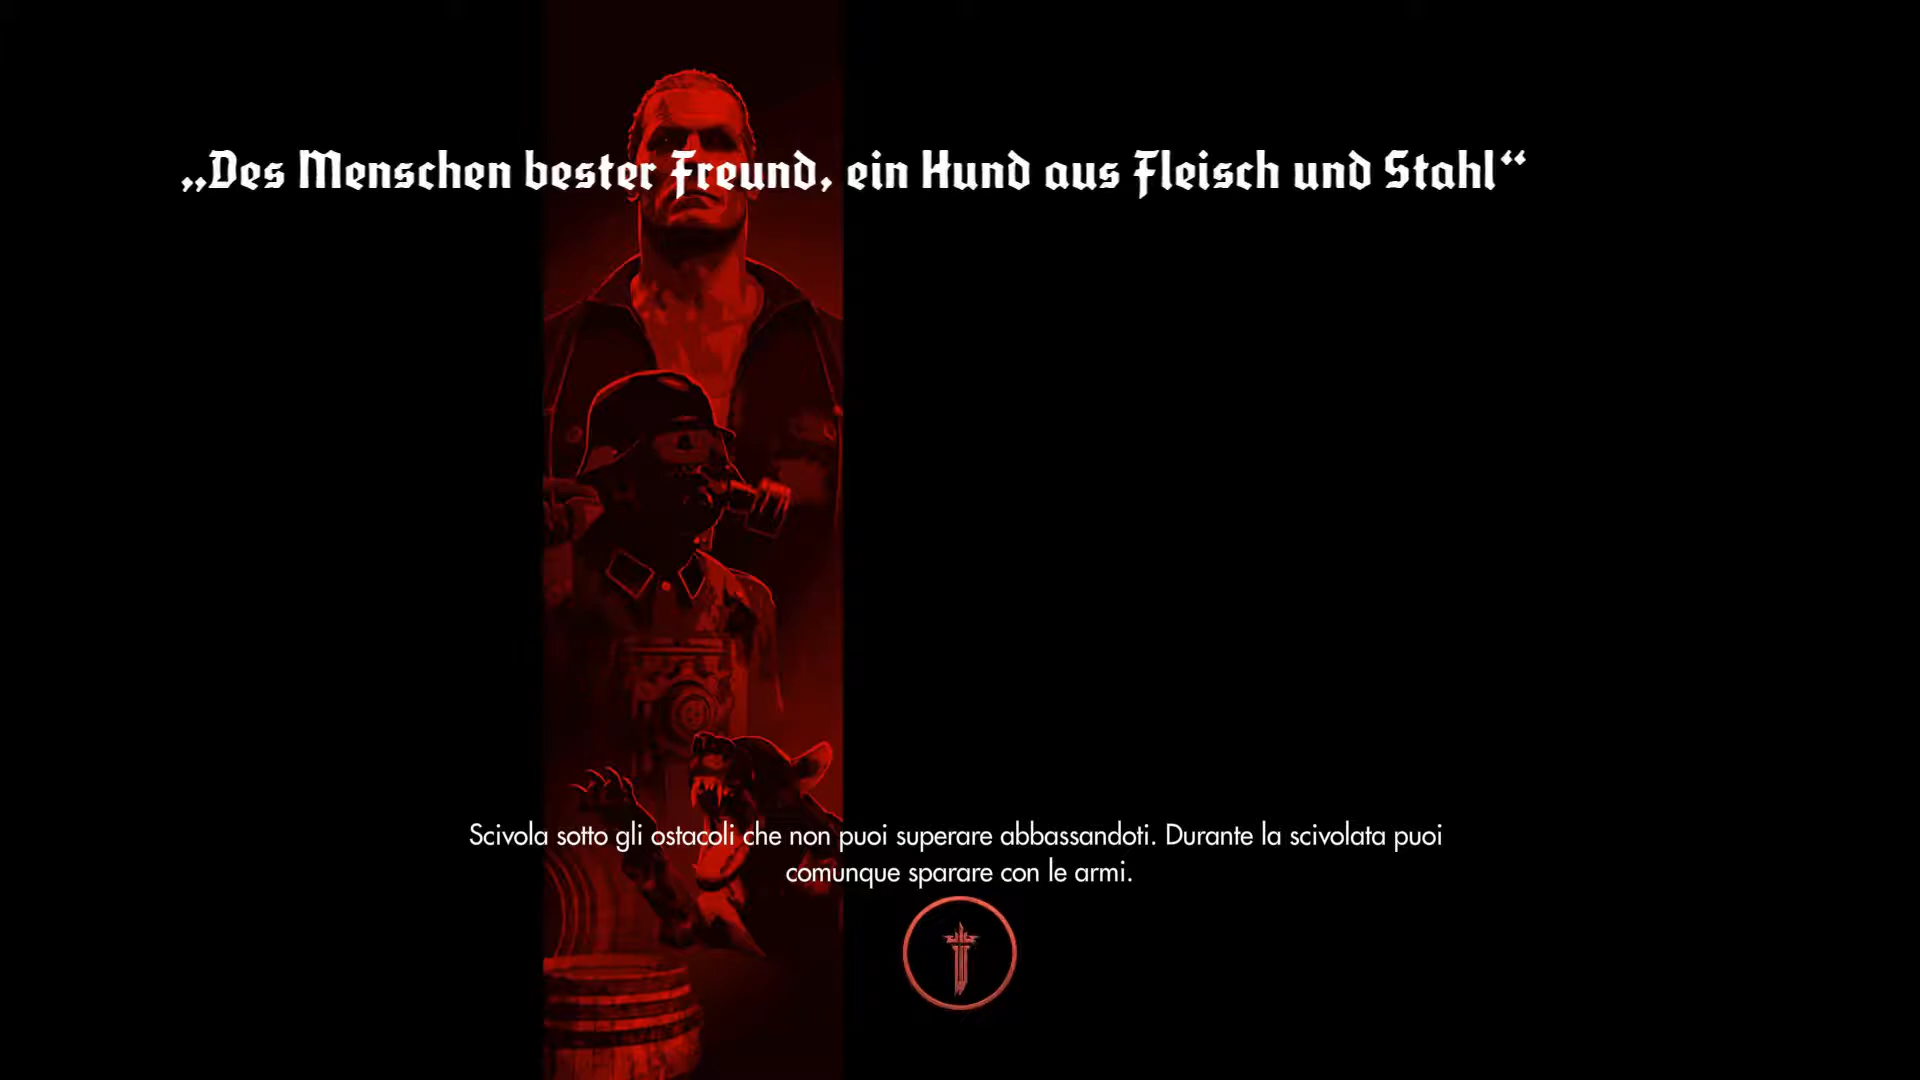 „Des Menschen bester Freund, ein Hund aus Fleisch und Stahl“
Scivola sotto gli ostacoli che non puoi superare abbassandoti. Durante la scivolata puoi
comunque sparare con le armi.